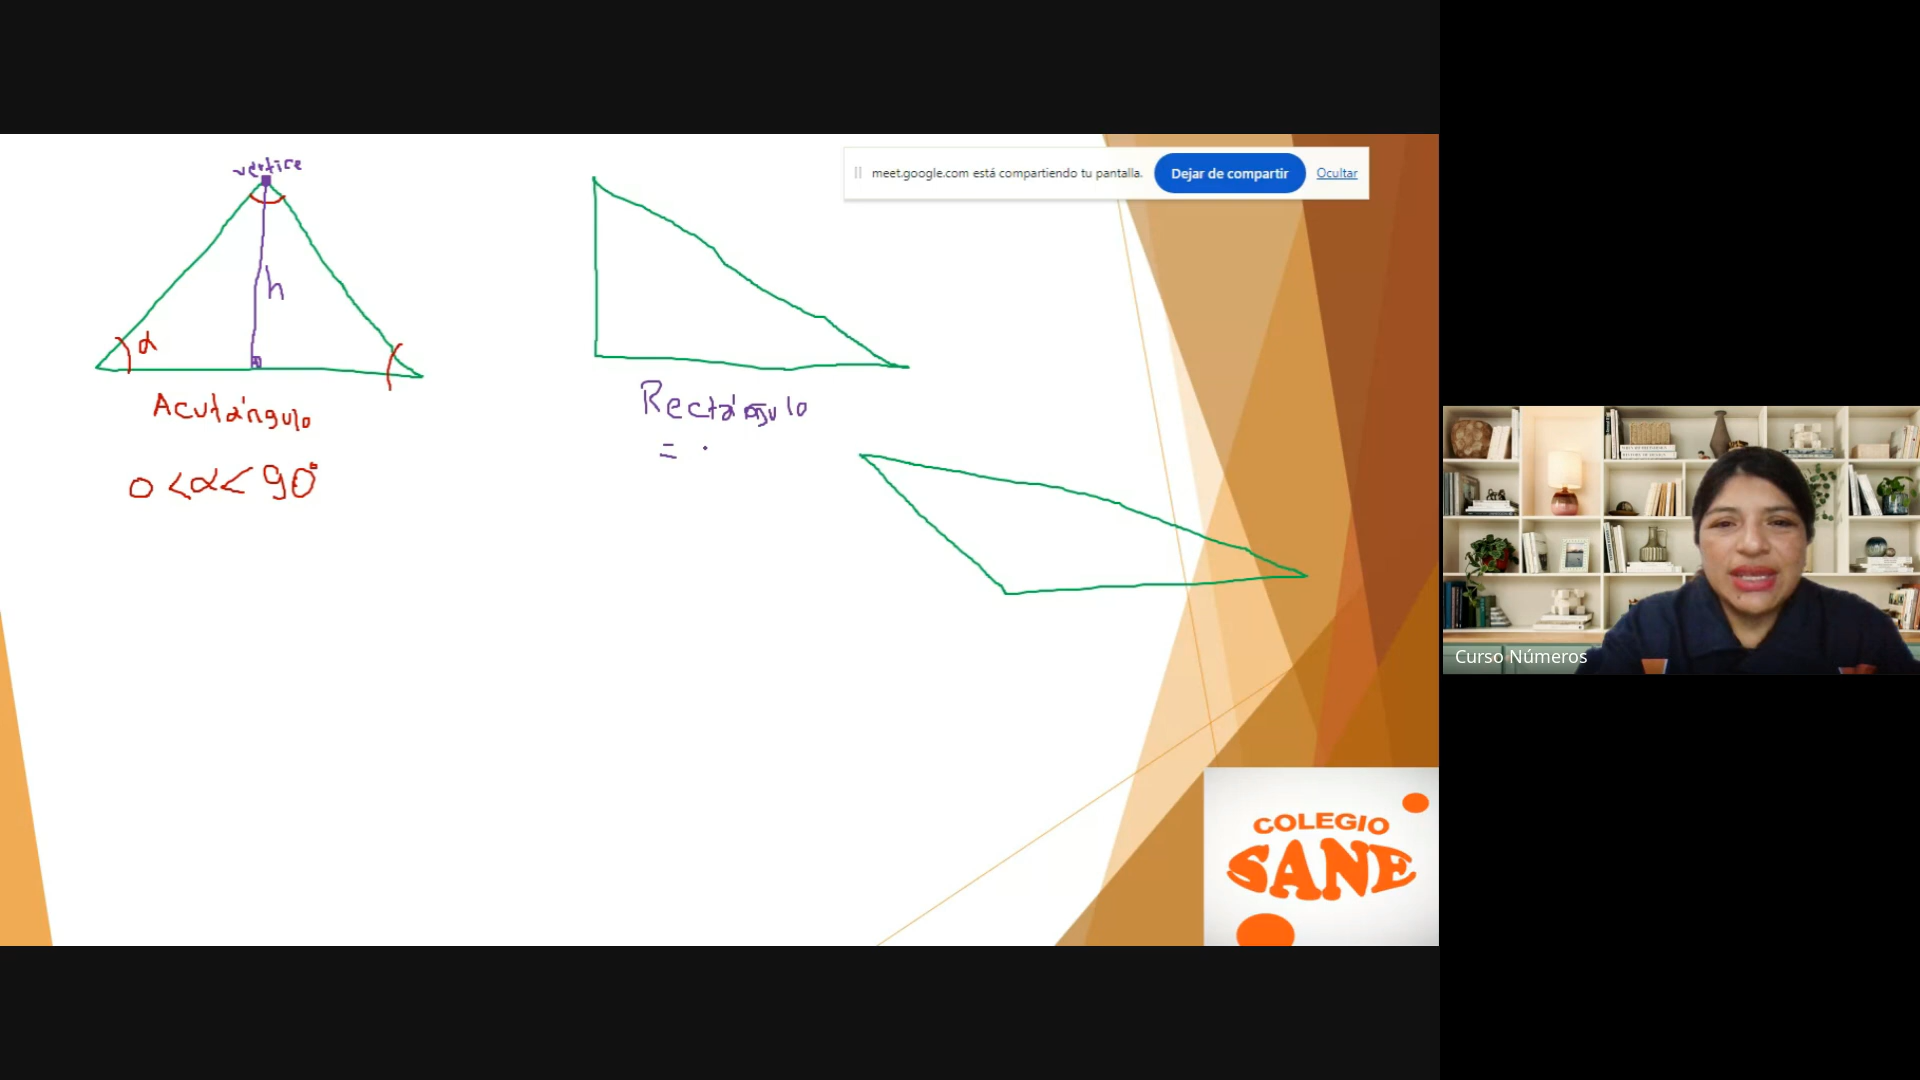 vértice
meet.google.com está compartiendo tu pantalla.
Dejar de compartir
Ocultar
h
α
Acutángulo
0 < α < 90°
Rectángulo
= .
Curso Números
COLEGIO
SANE